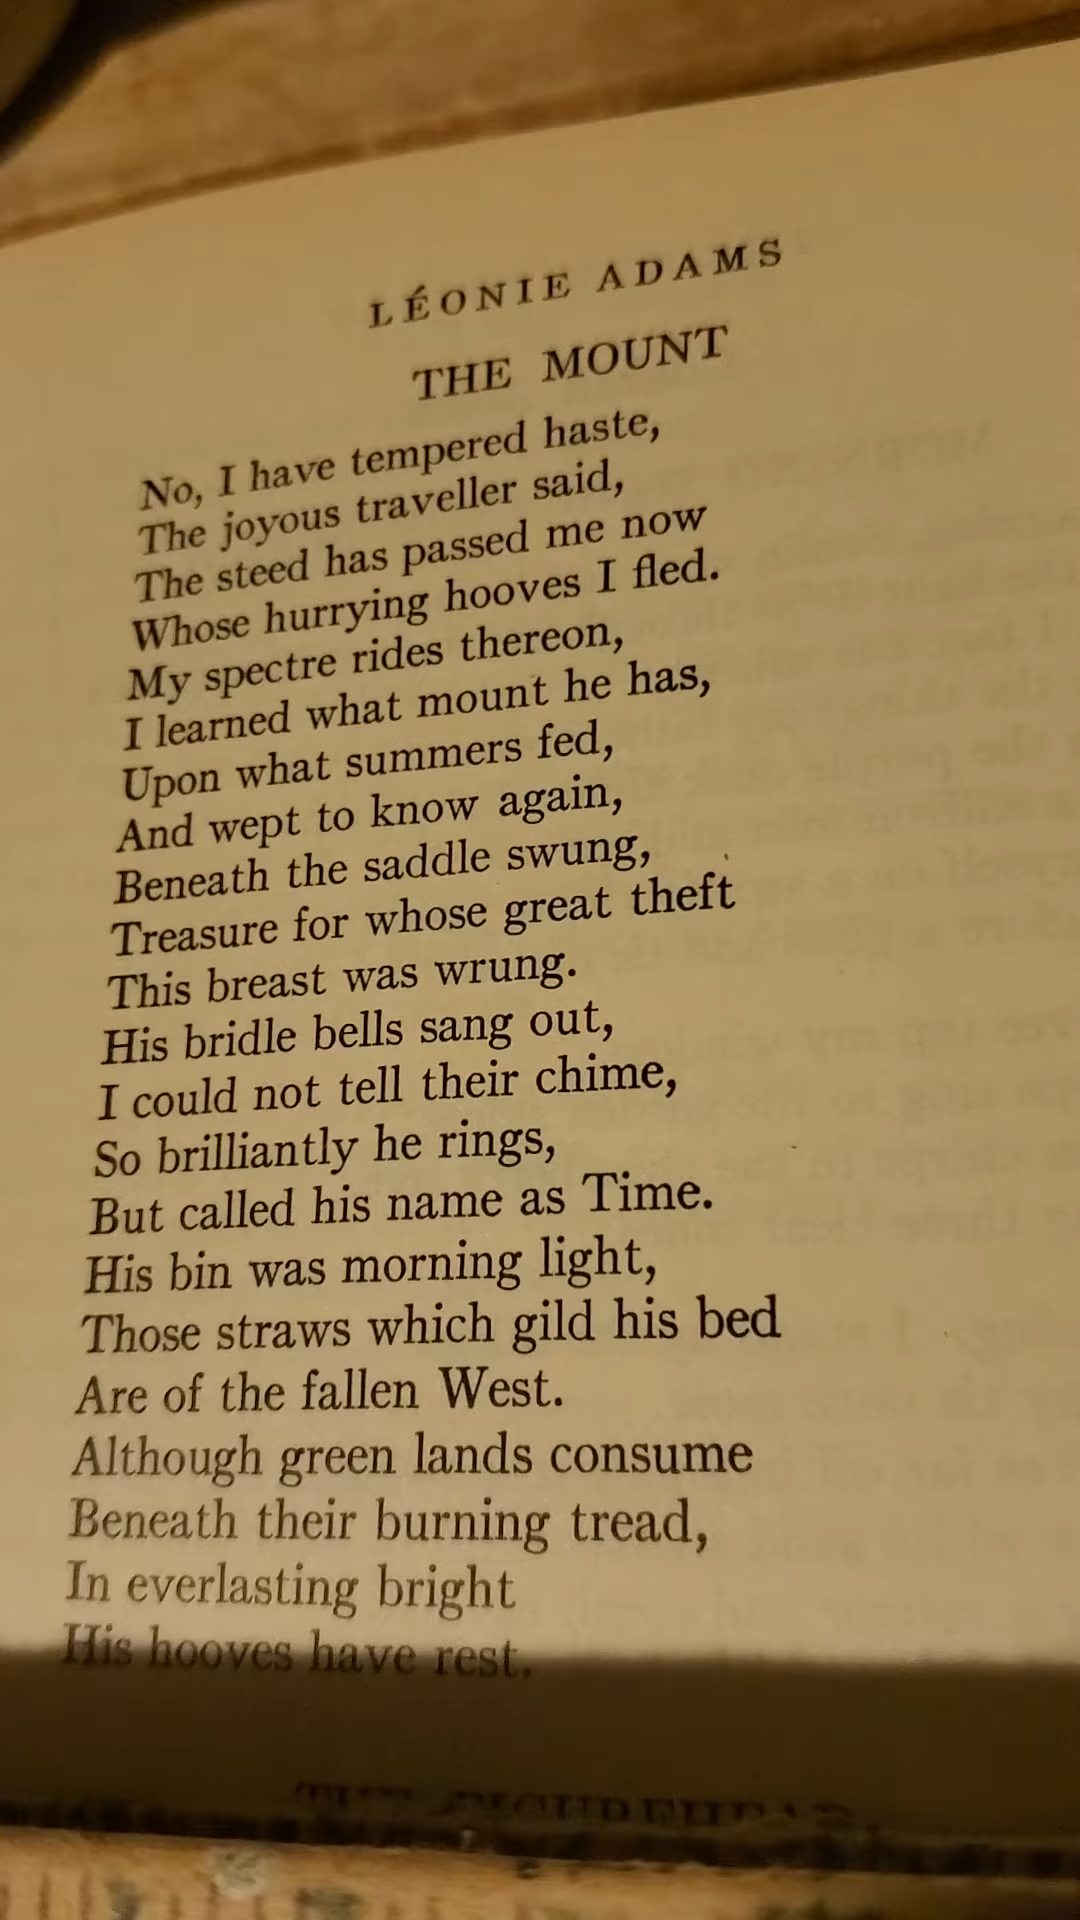 LÉONIE ADAMS
THE MOUNT
No, I have tempered haste,
The joyous traveller said,
The steed has passed me now
Whose hurrying hooves I fled.
My spectre rides thereon,
I learned what mount he has,
Upon what summers fed,
And wept to know again,
Beneath the saddle swung,
Treasure for whose great theft
This breast was wrung.
His bridle bells sang out,
I could not tell their chime,
So brilliantly he rings,
But called his name as Time.
His bin was morning light,
Those straws which gild his bed
Are of the fallen West.
Although green lands consume
Beneath their burning tread,
In everlasting bright
His hooves have rest.